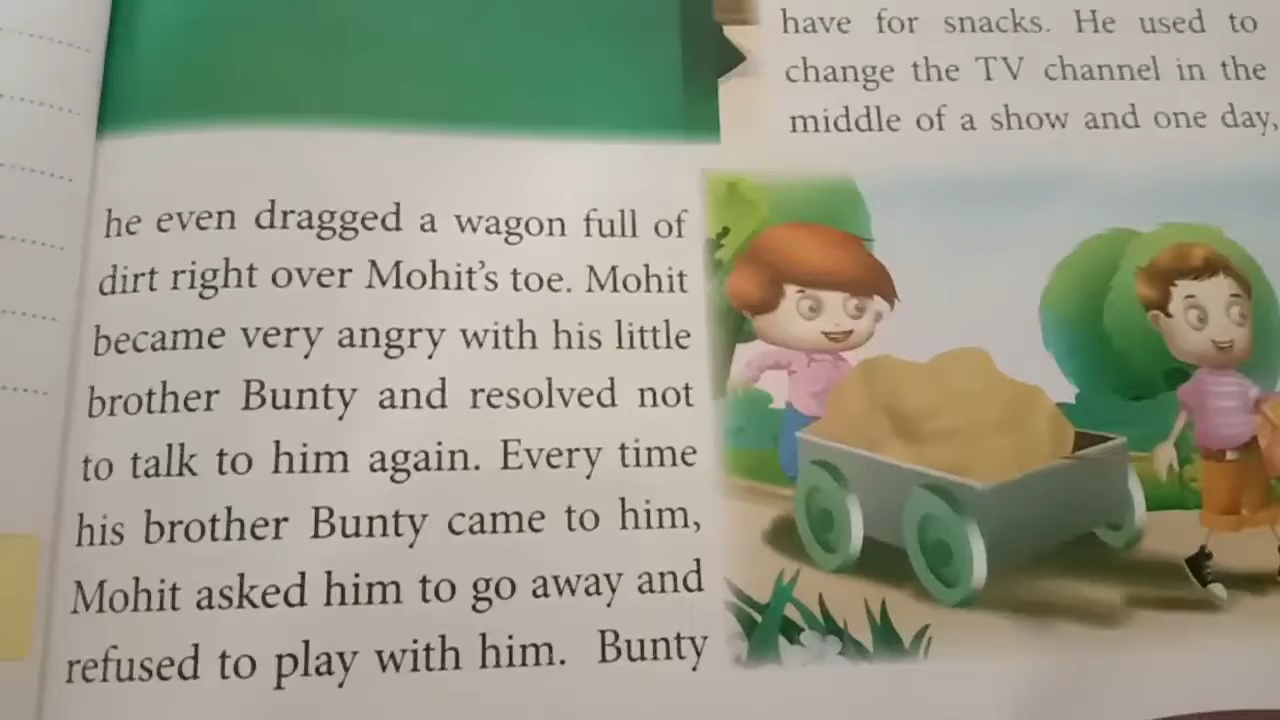 have for snacks. He used to
change the TV channel in the
middle of a show and one day,
he even dragged a wagon full of
dirt right over Mohit's toe. Mohit
became very angry with his little
brother Bunty and resolved not
to talk to him again. Every time
his brother Bunty came to him,
Mohit asked him to go away and
refused to play with him. Bunty